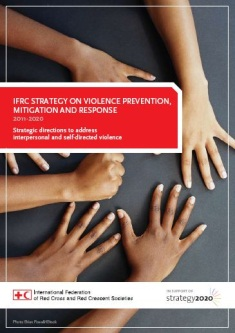 IFRC STRATEGY ON VIOLENCE PREVENTION,
MITIGATION AND RESPONSE
2011–2020
Strategic directions to address
interpersonal and self-directed violence
International Federation
of Red Cross and Red Crescent Societies
IN SUPPORT OF
strategy2020